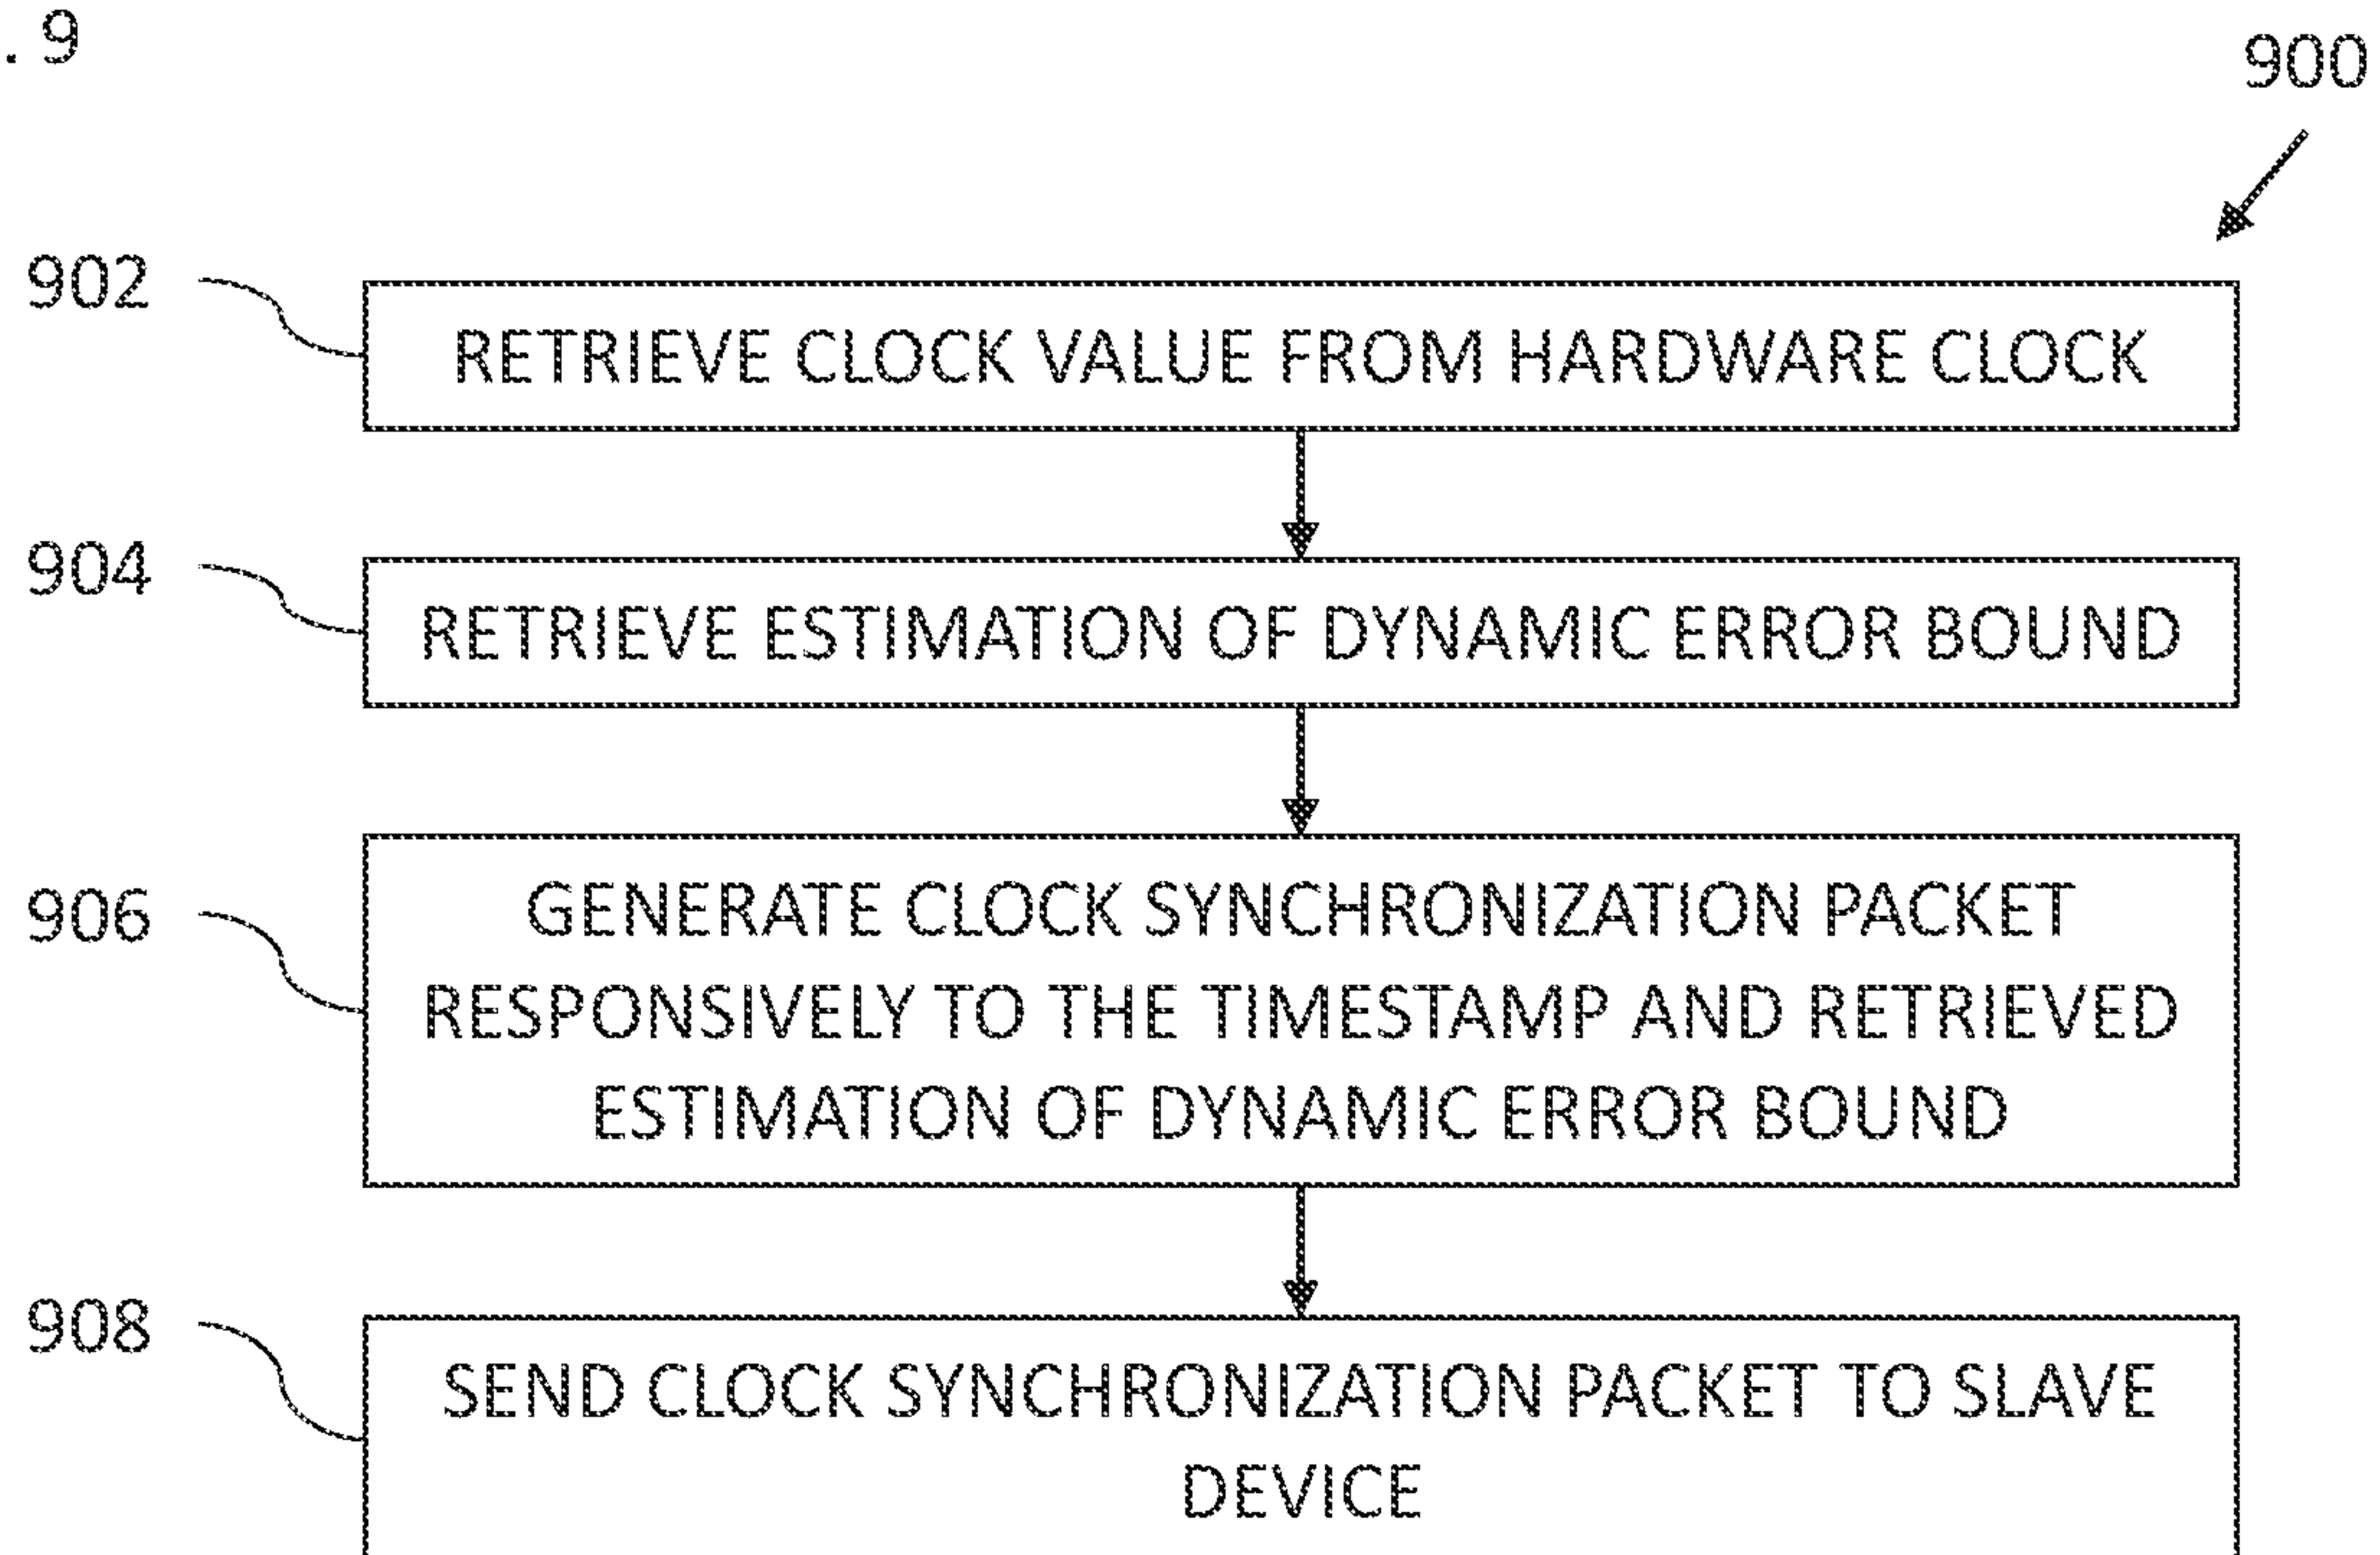 . 9
900
902
RETRIEVE CLOCK VALUE FROM HARDWARE CLOCK
904
RETRIEVE ESTIMATION OF DYNAMIC ERROR BOUND
906
GENERATE CLOCK SYNCHRONIZATION PACKET
RESPONSIVELY TO THE TIMESTAMP AND RETRIEVED
ESTIMATION OF DYNAMIC ERROR BOUND
908
SEND CLOCK SYNCHRONIZATION PACKET TO SLAVE
DEVICE